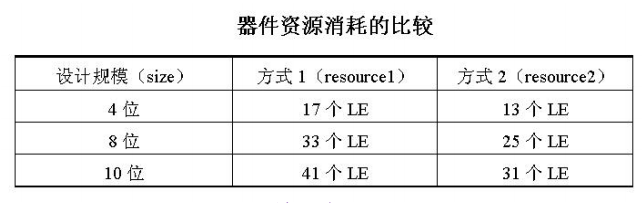 器件资源消耗的比较
设计规模（size） 方式 1（resource1） 方式 2（resource2）
4 位 17 个 LE 13 个 LE
8 位 33 个 LE 25 个 LE
10 位 41 个 LE 31 个 LE